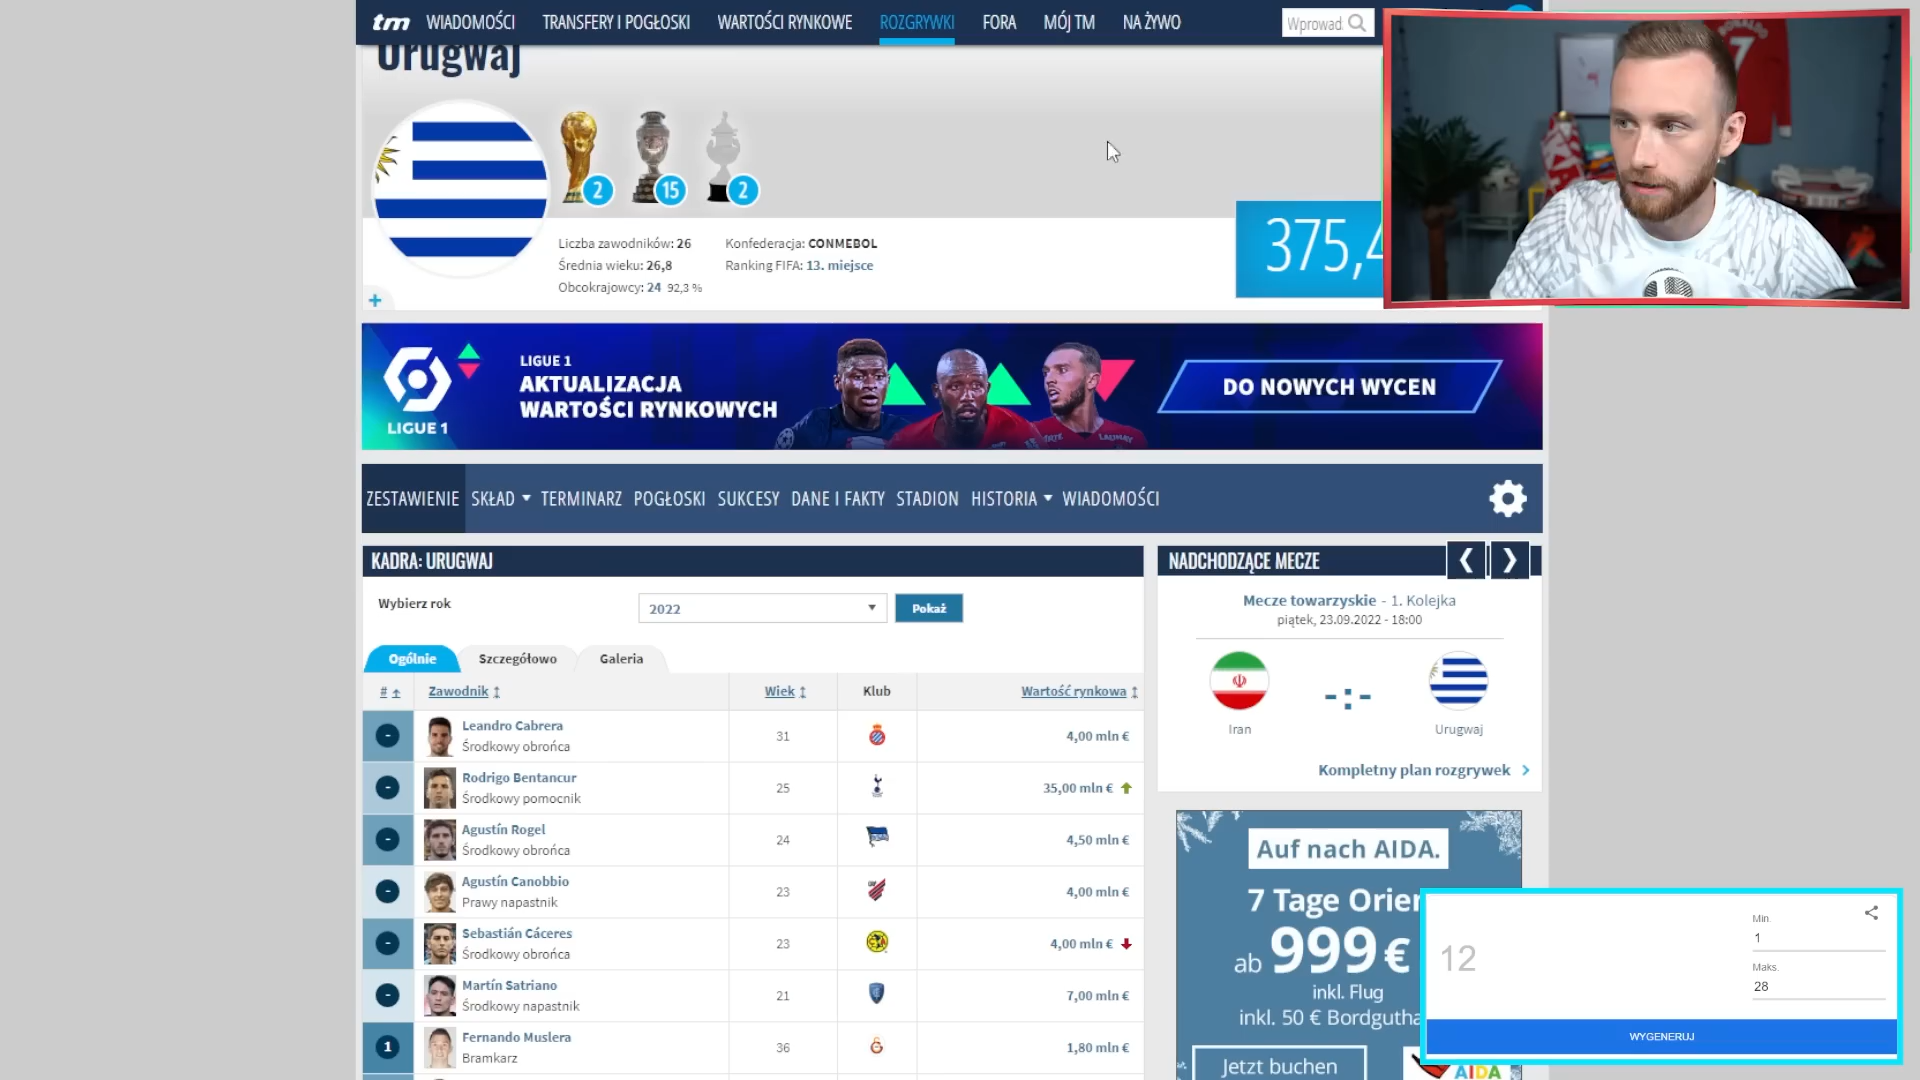 tm WIADOMOŚCI TRANSFERY I POGŁOSKI WARTOŚCI RYNKOWE ROZGRYWKI FORA MÓJ TM NA ŻYWO
Urugwaj
2 15 2
Liczba zawodników: 26
Średnia wieku: 26,8
Obcokrajowcy: 24 92,3 %
Konfederacja: CONMEBOL
Ranking FIFA: 13. miejsce
375,4
+
7
LIGUE 1
LIGUE 1
AKTUALIZACJA
WARTOŚCI RYNKOWYCH
DO NOWYCH WYCEN
ZESTAWIENIE SKŁAD TERMINARZ POGŁOSKI SUKCESY DANE I FAKTY STADION HISTORIA WIADOMOŚCI
KADRA: URUGWAJ
Wybierz rok
2022
Pokaż
Ogólnie Szczegółowo Galeria
# Zawodnik Wiek Klub Wartość rynkowa
- Leandro Cabrera 31 4,00 mln €
Środkowy obrońca
- Rodrigo Bentancur 25 35,00 mln €
Środkowy pomocnik
- Agustín Rogel 24 4,50 mln €
Środkowy obrońca
- Agustín Canobbio 23 4,00 mln €
Prawy napastnik
- Sebastián Cáceres 23 4,00 mln €
Środkowy obrońca
- Martín Satriano 21 7,00 mln €
Środkowy napastnik
1 Fernando Muslera 36 1,80 mln €
Bramkarz
NADCHODZĄCE MECZE
Mecze towarzyskie - 1. Kolejka
piątek, 23.09.2022 - 18:00
-:-
Iran Urugwaj
Kompletny plan rozgrywek
Auf nach AIDA.
7 Tage Orien
ab 999 €
inkl. Flug
inkl. 50 € Bordgutha
Jetzt buchen
AIDA
12
Min.
1
Maks.
28
WYGENERUJ